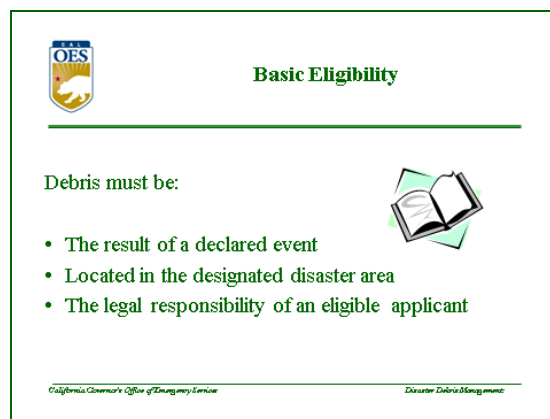 CAL
OES
Basic Eligibility
Debris must be:
• The result of a declared event
• Located in the designated disaster area
• The legal responsibility of an eligible applicant
California Governor's Office of Emergency Services
Disaster Debris Management: